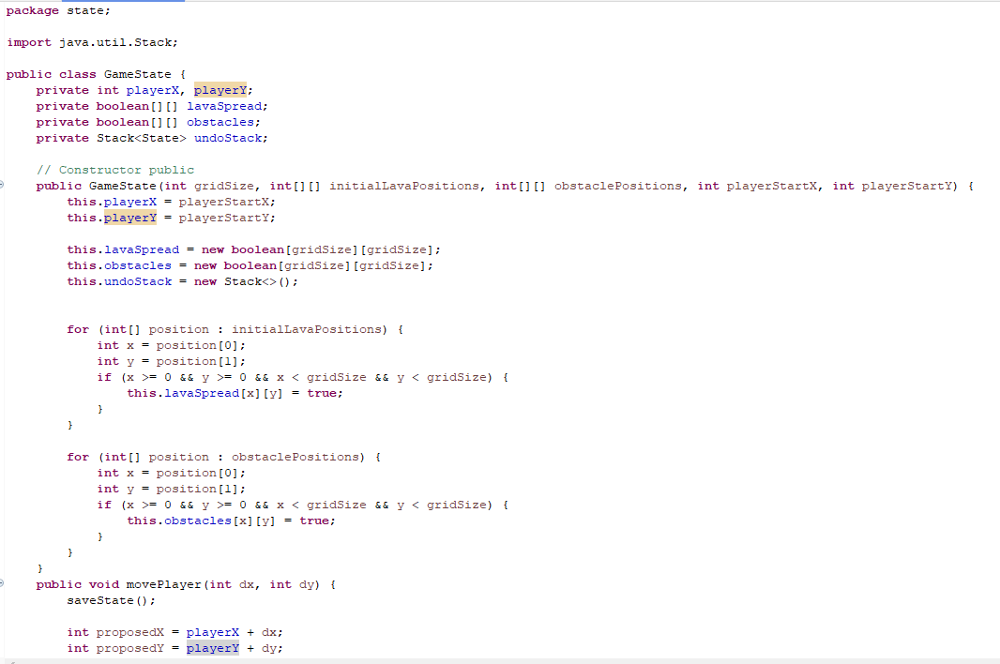 package state;
import java.util.Stack;
public class GameState {
    private int playerX, playerY;
    private boolean[][] lavaSpread;
    private boolean[][] obstacles;
    private Stack<State> undoStack;
    // Constructor public
    public GameState(int gridSize, int[][] initialLavaPositions, int[][] obstaclePositions, int playerStartX, int playerStartY) {
        this.playerX = playerStartX;
        this.playerY = playerStartY;
        this.lavaSpread = new boolean[gridSize][gridSize];
        this.obstacles = new boolean[gridSize][gridSize];
        this.undoStack = new Stack<>();
        for (int[] position : initialLavaPositions) {
            int x = position[0];
            int y = position[1];
            if (x >= 0 && y >= 0 && x < gridSize && y < gridSize) {
                this.lavaSpread[x][y] = true;
            }
        }
        for (int[] position : obstaclePositions) {
            int x = position[0];
            int y = position[1];
            if (x >= 0 && y >= 0 && x < gridSize && y < gridSize) {
                this.obstacles[x][y] = true;
            }
        }
    }
    public void movePlayer(int dx, int dy) {
        saveState();
        int proposedX = playerX + dx;
        int proposedY = playerY + dy;